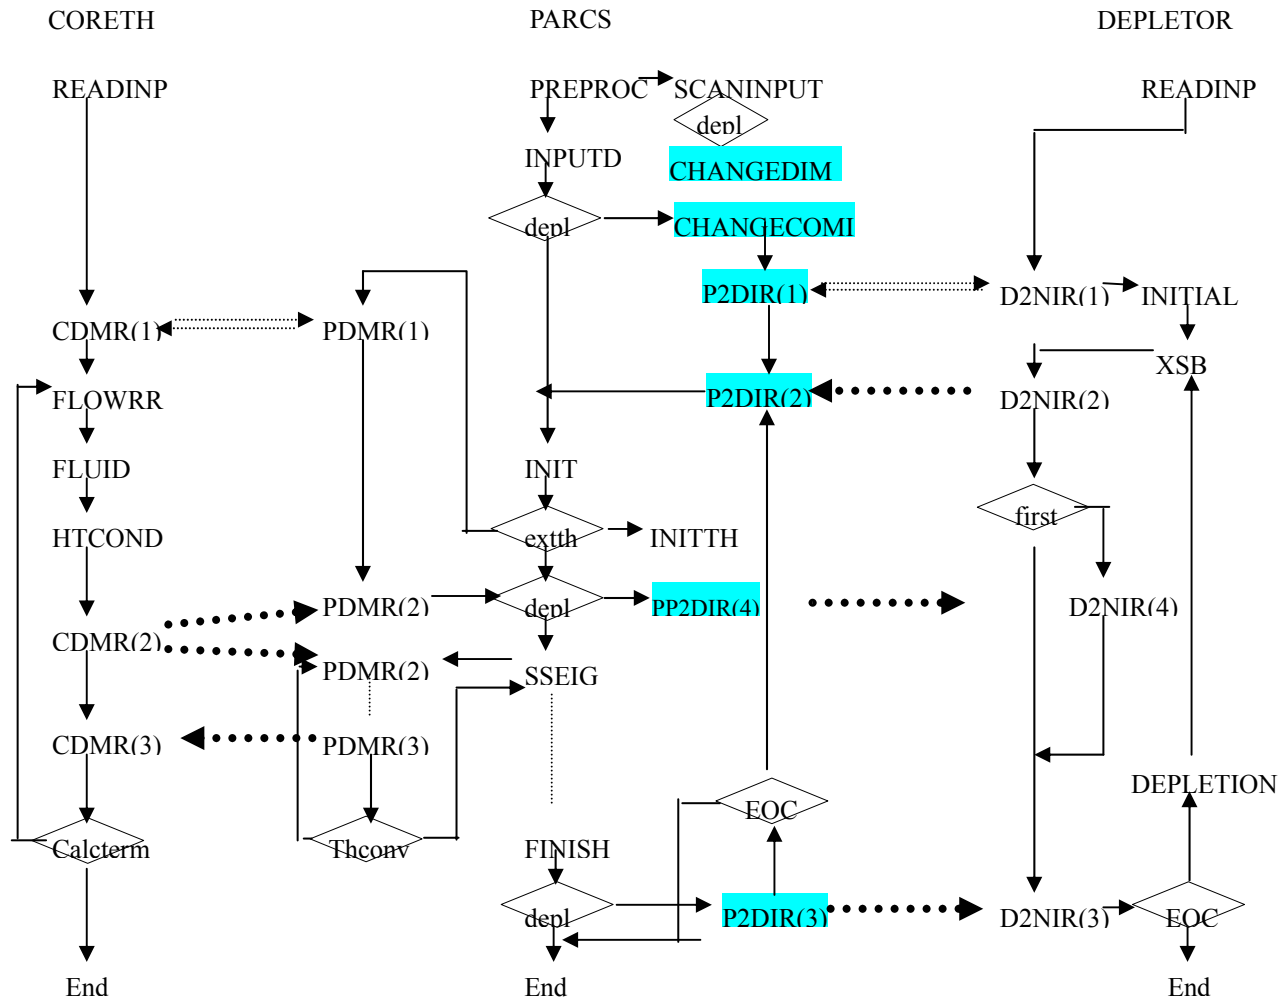 CORETH
PARCS
DEPLETOR
READINP
PREPROC
SCANINPUT
READINP
depl
INPUTD
CHANGEDIM
depl
CHANGECOMI
P2DIR(1)
D2NIR(1)
INITIAL
CDMR(1)
PDMR(1)
XSB
FLOWRR
P2DIR(2)
D2NIR(2)
FLUID
INIT
first
HTCOND
extth
INITTH
PDMR(2)
depl
PP2DIR(4)
D2NIR(4)
CDMR(2)
PDMR(2)
SSEIG
CDMR(3)
PDMR(3)
DEPLETION
EOC
Calcterm
Thconv
FINISH
depl
P2DIR(3)
D2NIR(3)
EOC
End
End
End